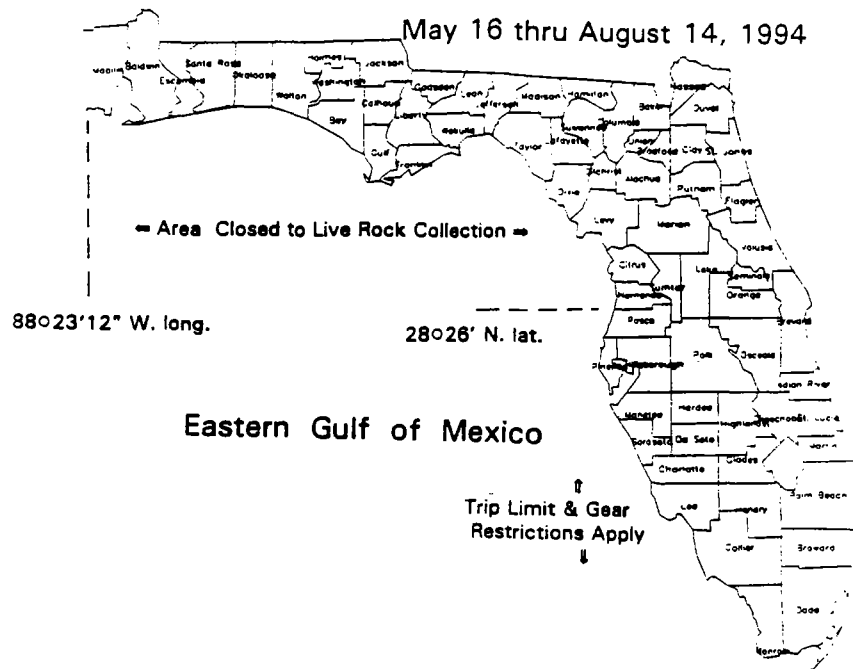 May 16 thru August 14, 1994
Baldwin
Santa Rosa
Escambia
Okaloosa
Walton
Holmes
Jackson
Washington
Bay
Calhoun
Gulf
Franklin
Gadsden
Leon
Liberty
Wakulla
Jefferson
Madison
Hamilton
Taylor
Lafayette
Suwannee
Columbia
Baker
Nassau
Duval
Union
Bradford
Clay
St. Johns
Dixie
Gilchrist
Alachua
Putnam
Flagler
Levy
Marion
Volusia
Citrus
Lake
Seminole
Sumter
Orange
Hernando
Pasco
Brevard
← Area Closed to Live Rock Collection →
88○23'12" W. long.
28○26' N. lat.
Polk
Osceola
Hillsborough
Indian River
Eastern Gulf of Mexico
Manatee
Hardee
Highlands
St. Lucie
Sarasota
De Soto
Martin
Charlotte
Glades
⇑
Trip Limit & Gear
Restrictions Apply
⇓
Lee
Hendry
Palm Beach
Collier
Broward
Dade
Monroe